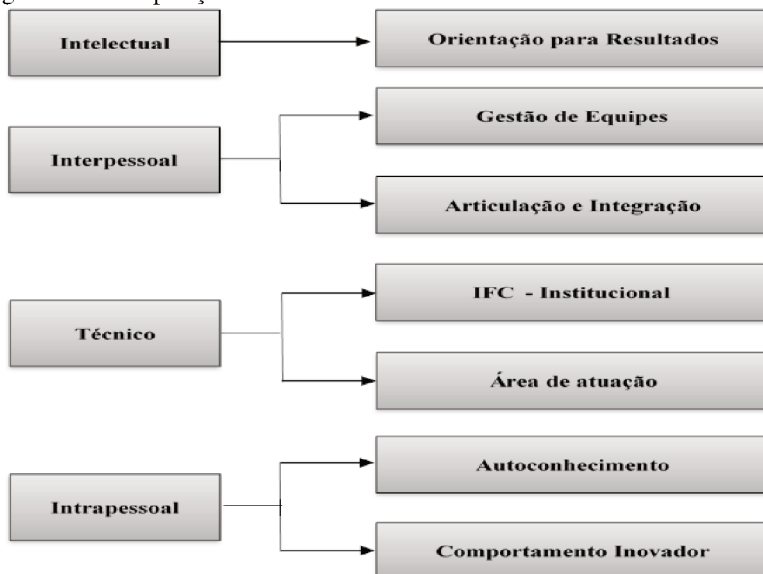 Intelectual
Orientação para Resultados
Interpessoal
Gestão de Equipes
Articulação e Integração
Técnico
IFC - Institucional
Área de atuação
Intrapessoal
Autoconhecimento
Comportamento Inovador